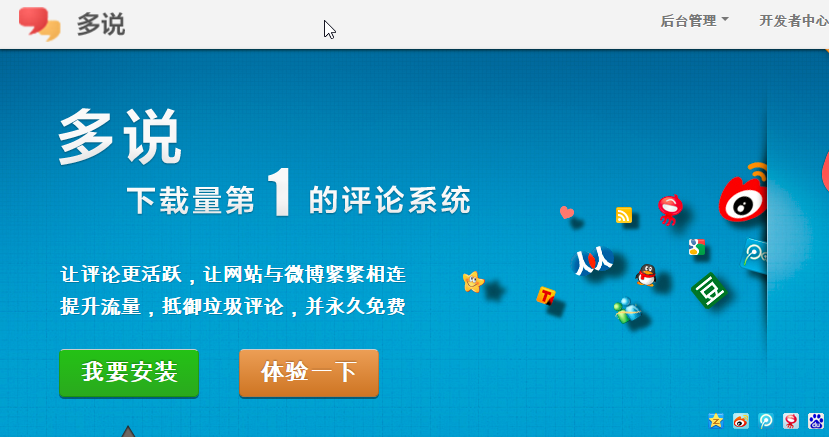 多说
后台管理
开发者中心
多说
下载量第1的评论系统
让评论更活跃，让网站与微博紧紧相连
提升流量，抵御垃圾评论，并永久免费
我要安装
体验一下
人人
豆
T